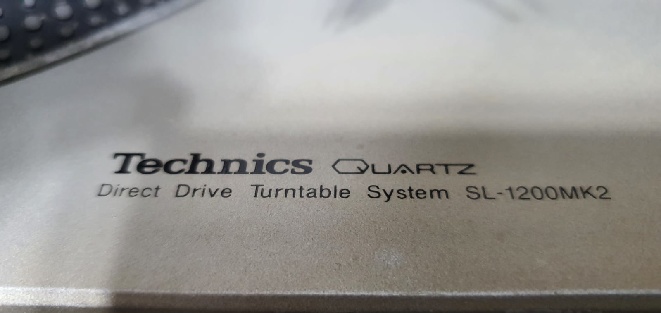 Technics QUARTZ
Direct Drive Turntable System SL-1200MK2